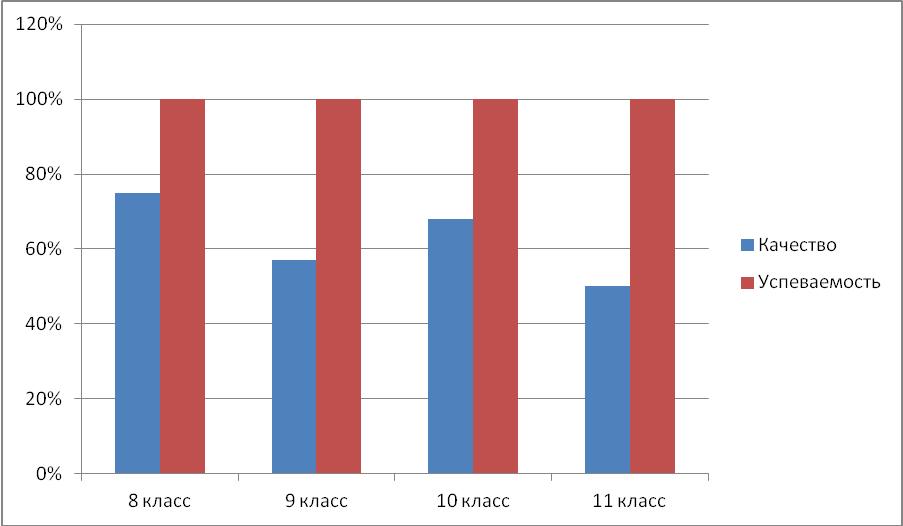 120%
100%
80%
60%
40%
20%
0%
8 класс
9 класс
10 класс
11 класс
Качество
Успеваемость